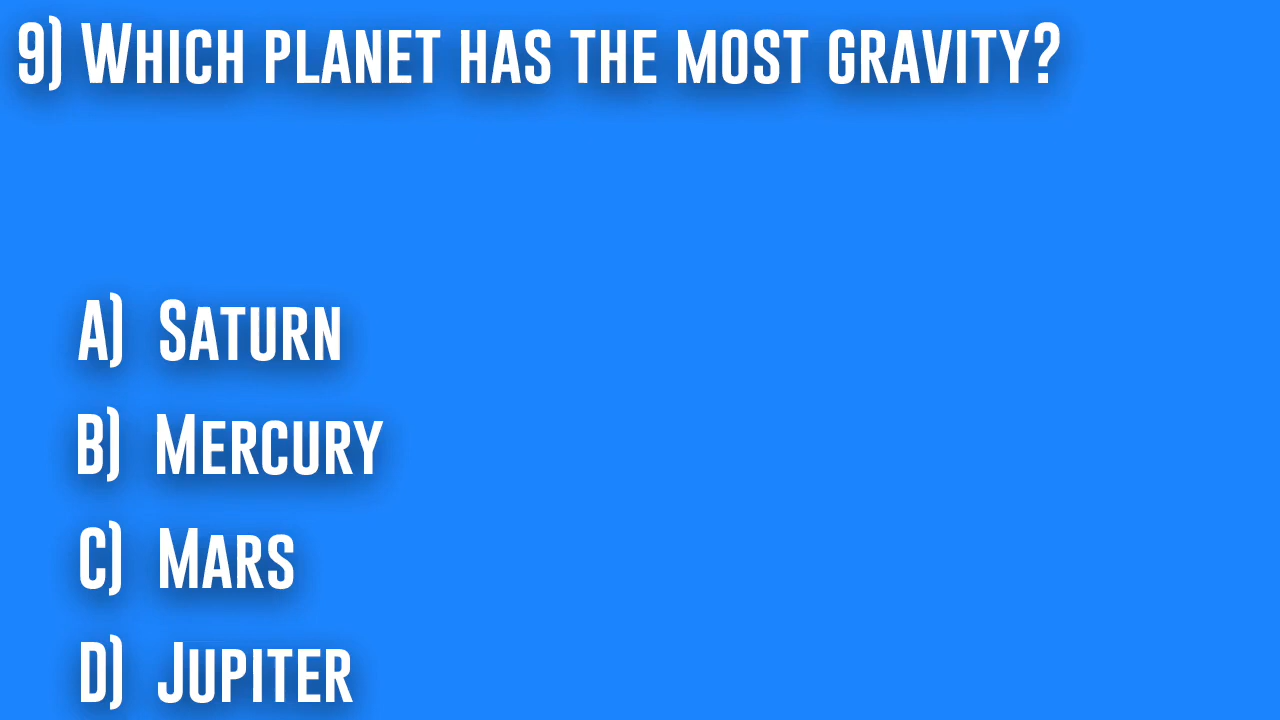 9) Which planet has the most gravity?
A) Saturn
B) Mercury
C) Mars
D) Jupiter